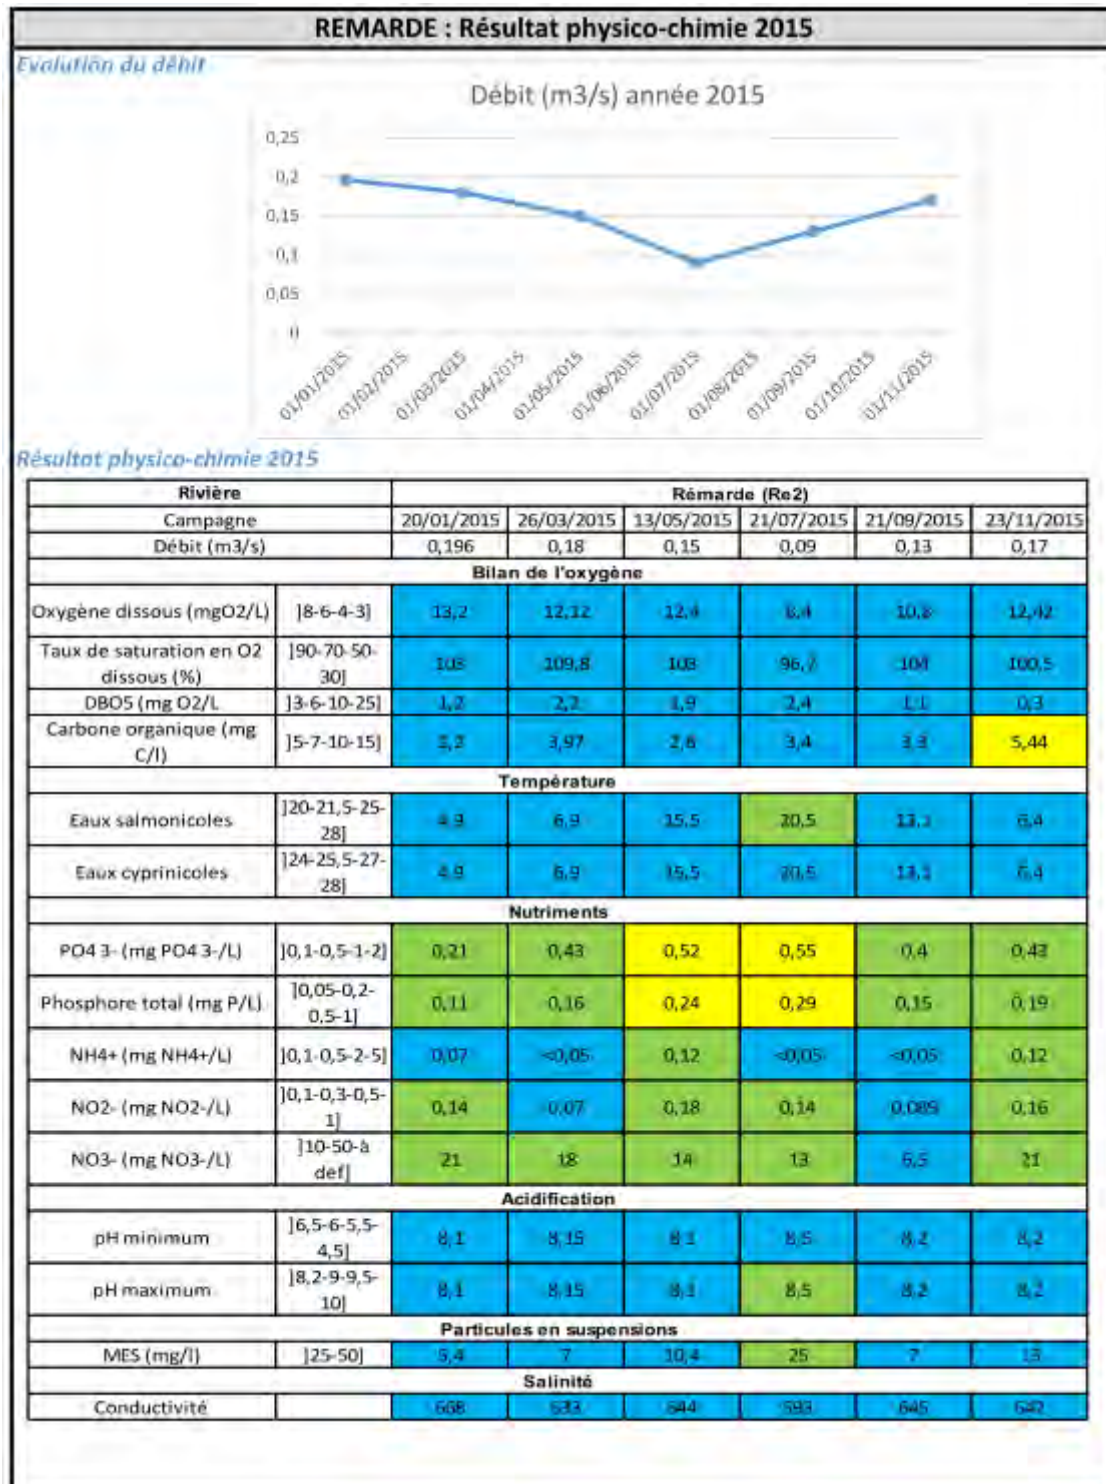 REMARDE : Résultat physico-chimie 2015
Evolution du débit
Débit (m3/s) année 2015
0,25
0,2
0,15
0,1
0,05
0
01/01/2015 01/02/2015 01/03/2015 01/04/2015 01/05/2015 01/06/2015 01/07/2015 01/08/2015 01/09/2015 01/10/2015 01/11/2015
Résultat physico-chimie 2015
Rivière Rémarde (Re2)
Campagne 20/01/2015 26/03/2015 13/05/2015 21/07/2015 21/09/2015 23/11/2015
Débit (m3/s) 0,196 0,18 0,15 0,09 0,13 0,17
Bilan de l'oxygène
Oxygène dissous (mgO2/L) ]8-6-4-3] 13,2 12,12 12,4 8,4 10,8 12,42
Taux de saturation en O2
dissous (%) ]90-70-50-
30] 103 109,8 103 96,7 104 100,5
DBO5 (mg O2/L ]3-6-10-25] 1,2 2,2 1,9 2,4 1,1 0,3
Carbone organique (mg
C/l) ]5-7-10-15] 3,2 3,97 2,6 3,4 3,3 5,44
Température
Eaux salmonicoles ]20-21,5-25-
28] 4,9 6,9 15,5 20,5 13,1 6,4
Eaux cyprinicoles ]24-25,5-27-
28] 4,9 6,9 15,5 20,5 13,1 6,4
Nutriments
PO4 3- (mg PO4 3-/L) ]0,1-0,5-1-2] 0,21 0,43 0,52 0,55 0,4 0,43
Phosphore total (mg P/L) ]0,05-0,2-
0,5-1] 0,11 0,16 0,24 0,29 0,15 0,19
NH4+ (mg NH4+/L) ]0,1-0,5-2-5] 0,07 <0,05 0,12 <0,05 <0,05 0,12
NO2- (mg NO2-/L) ]0,1-0,3-0,5-
1] 0,14 0,07 0,18 0,14 0,085 0,16
NO3- (mg NO3-/L) ]10-50-à
def] 21 18 14 13 6,5 21
Acidification
pH minimum ]6,5-6-5,5-
4,5] 8,1 8,15 8,1 8,5 8,2 8,2
pH maximum ]8,2-9-9,5-
10] 8,1 8,15 8,1 8,5 8,2 8,2
Particules en suspensions
MES (mg/l) ]25-50] 7 10,4 25 7
Salinité
Conductivité 668 633 644 593 645 642